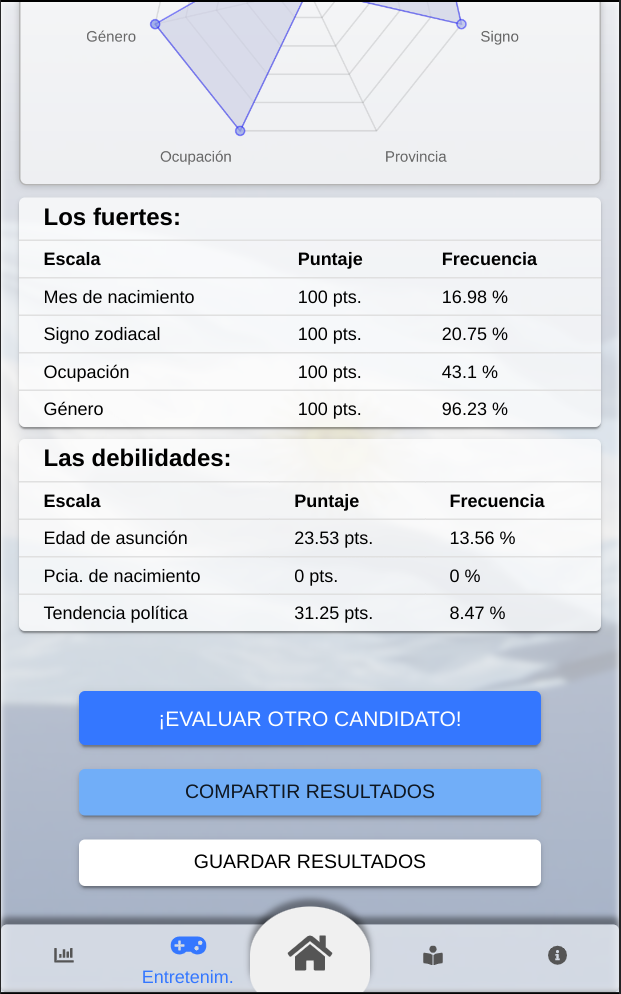 Género
Signo
Ocupación
Provincia
Los fuertes:
Escala Puntaje Frecuencia
Mes de nacimiento 100 pts. 16.98 %
Signo zodiacal 100 pts. 20.75 %
Ocupación 100 pts. 43.1 %
Género 100 pts. 96.23 %
Las debilidades:
Escala Puntaje Frecuencia
Edad de asunción 23.53 pts. 13.56 %
Pcia. de nacimiento 0 pts. 0 %
Tendencia política 31.25 pts. 8.47 %
¡EVALUAR OTRO CANDIDATO!
COMPARTIR RESULTADOS
GUARDAR RESULTADOS
Entretenim.